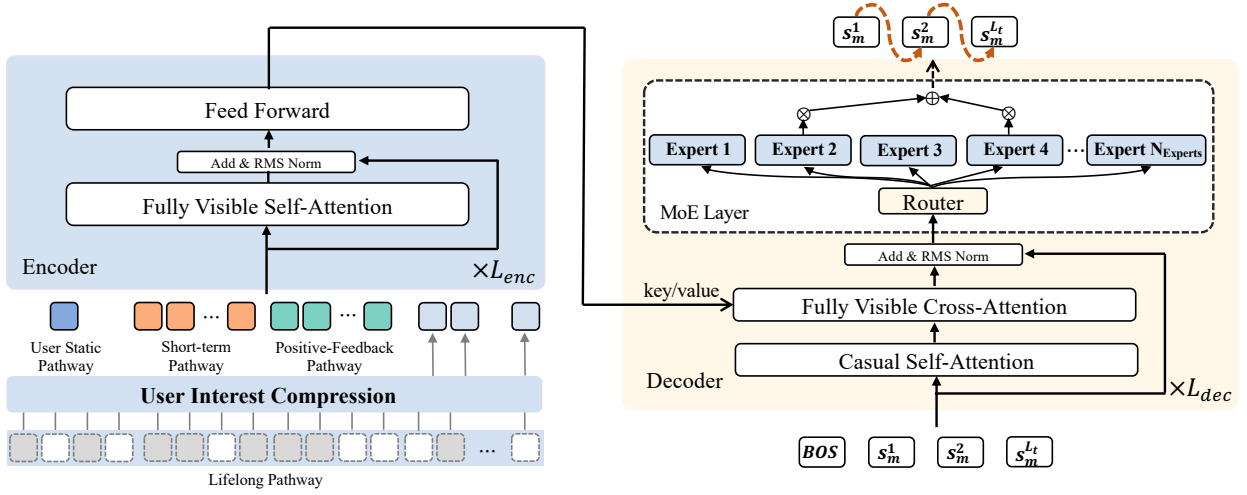 Feed Forward
Add & RMS Norm
Fully Visible Self-Attention
Encoder
×L_enc
User Static
Pathway
Short-term
Pathway
...
Positive-Feedback
Pathway
...
...
User Interest Compression
...
Lifelong Pathway
s_m^1
s_m^2
s_m^{L_t}
Expert 1
Expert 2
Expert 3
Expert 4
...
Expert N_Experts
Router
MoE Layer
Add & RMS Norm
key/value
Fully Visible Cross-Attention
Casual Self-Attention
Decoder
×L_dec
BOS
s_m^1
s_m^2
s_m^{L_t}